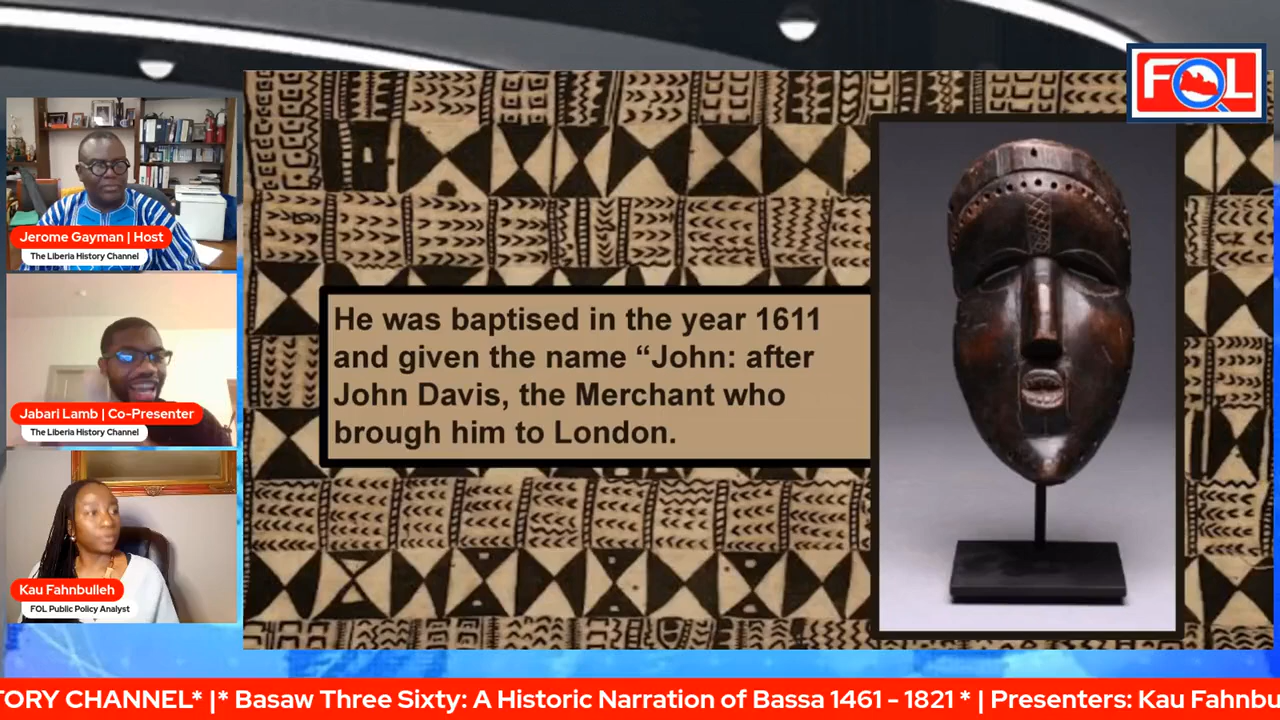 FOL
Jerome Gayman | Host
The Liberia History Channel
Jabari Lamb | Co-Presenter
The Liberia History Channel
Kau Fahnbulleh
FOL Public Policy Analyst
He was baptised in the year 1611
and given the name “John: after
John Davis, the Merchant who
brough him to London.
TORY CHANNEL* |* Basaw Three Sixty: A Historic Narration of Bassa 1461 - 1821 * | Presenters: Kau Fahnbu